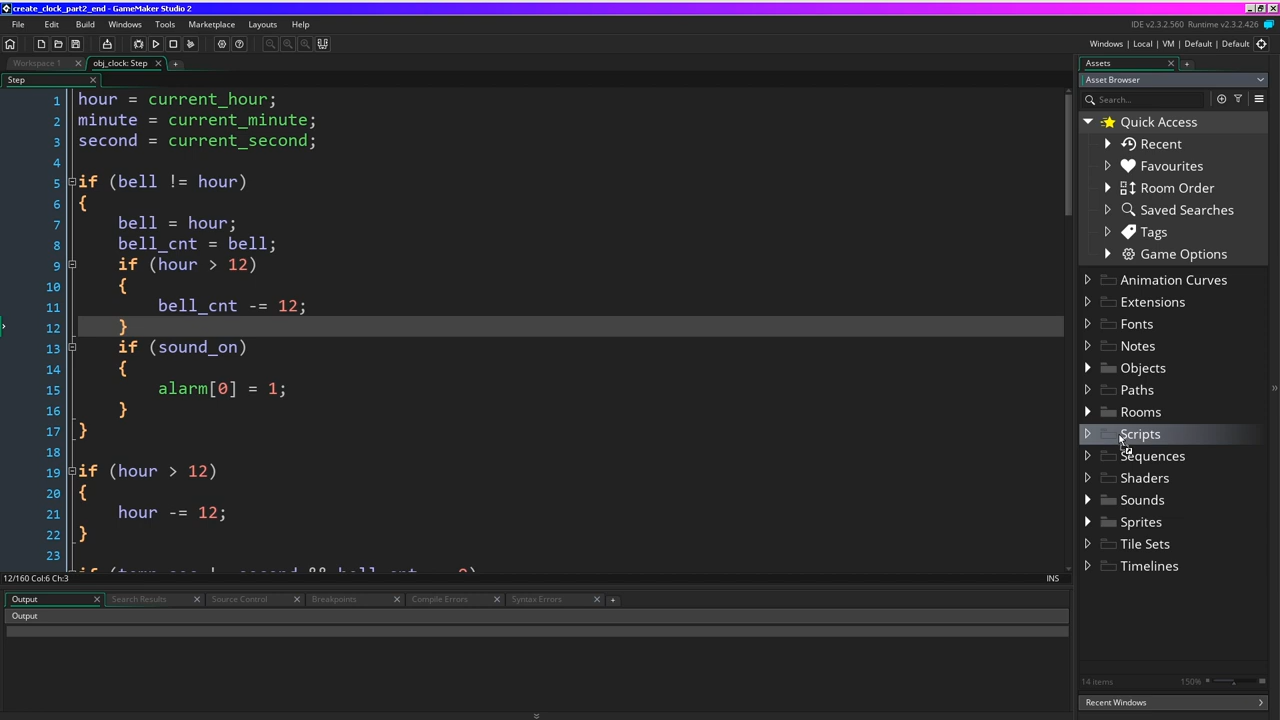 create_clock_part2_end - GameMaker Studio 2
File Edit Build Windows Tools Marketplace Layouts Help
IDE v2.3.2.560 Runtime v2.3.2.426
Windows | Local | VM | Default | Default
Workspace 1
obj_clock: Step
Step
1 hour = current_hour;
2 minute = current_minute;
3 second = current_second;
4
5 if (bell != hour)
6 {
7 bell = hour;
8 bell_cnt = bell;
9 if (hour > 12)
10 {
11 bell_cnt -= 12;
12 }
13 if (sound_on)
14 {
15 alarm[0] = 1;
16 }
17 }
18
19 if (hour > 12)
20 {
21 hour -= 12;
22 }
23
12/160 Col:6 Ch:3
INS
Output Search Results Source Control Breakpoints Compile Errors Syntax Errors
Output
Assets
Asset Browser
Search...
Quick Access
Recent
Favourites
Room Order
Saved Searches
Tags
Game Options
Animation Curves
Extensions
Fonts
Notes
Objects
Paths
Rooms
Scripts
Sequences
Shaders
Sounds
Sprites
Tile Sets
Timelines
14 items
150%
Recent Windows